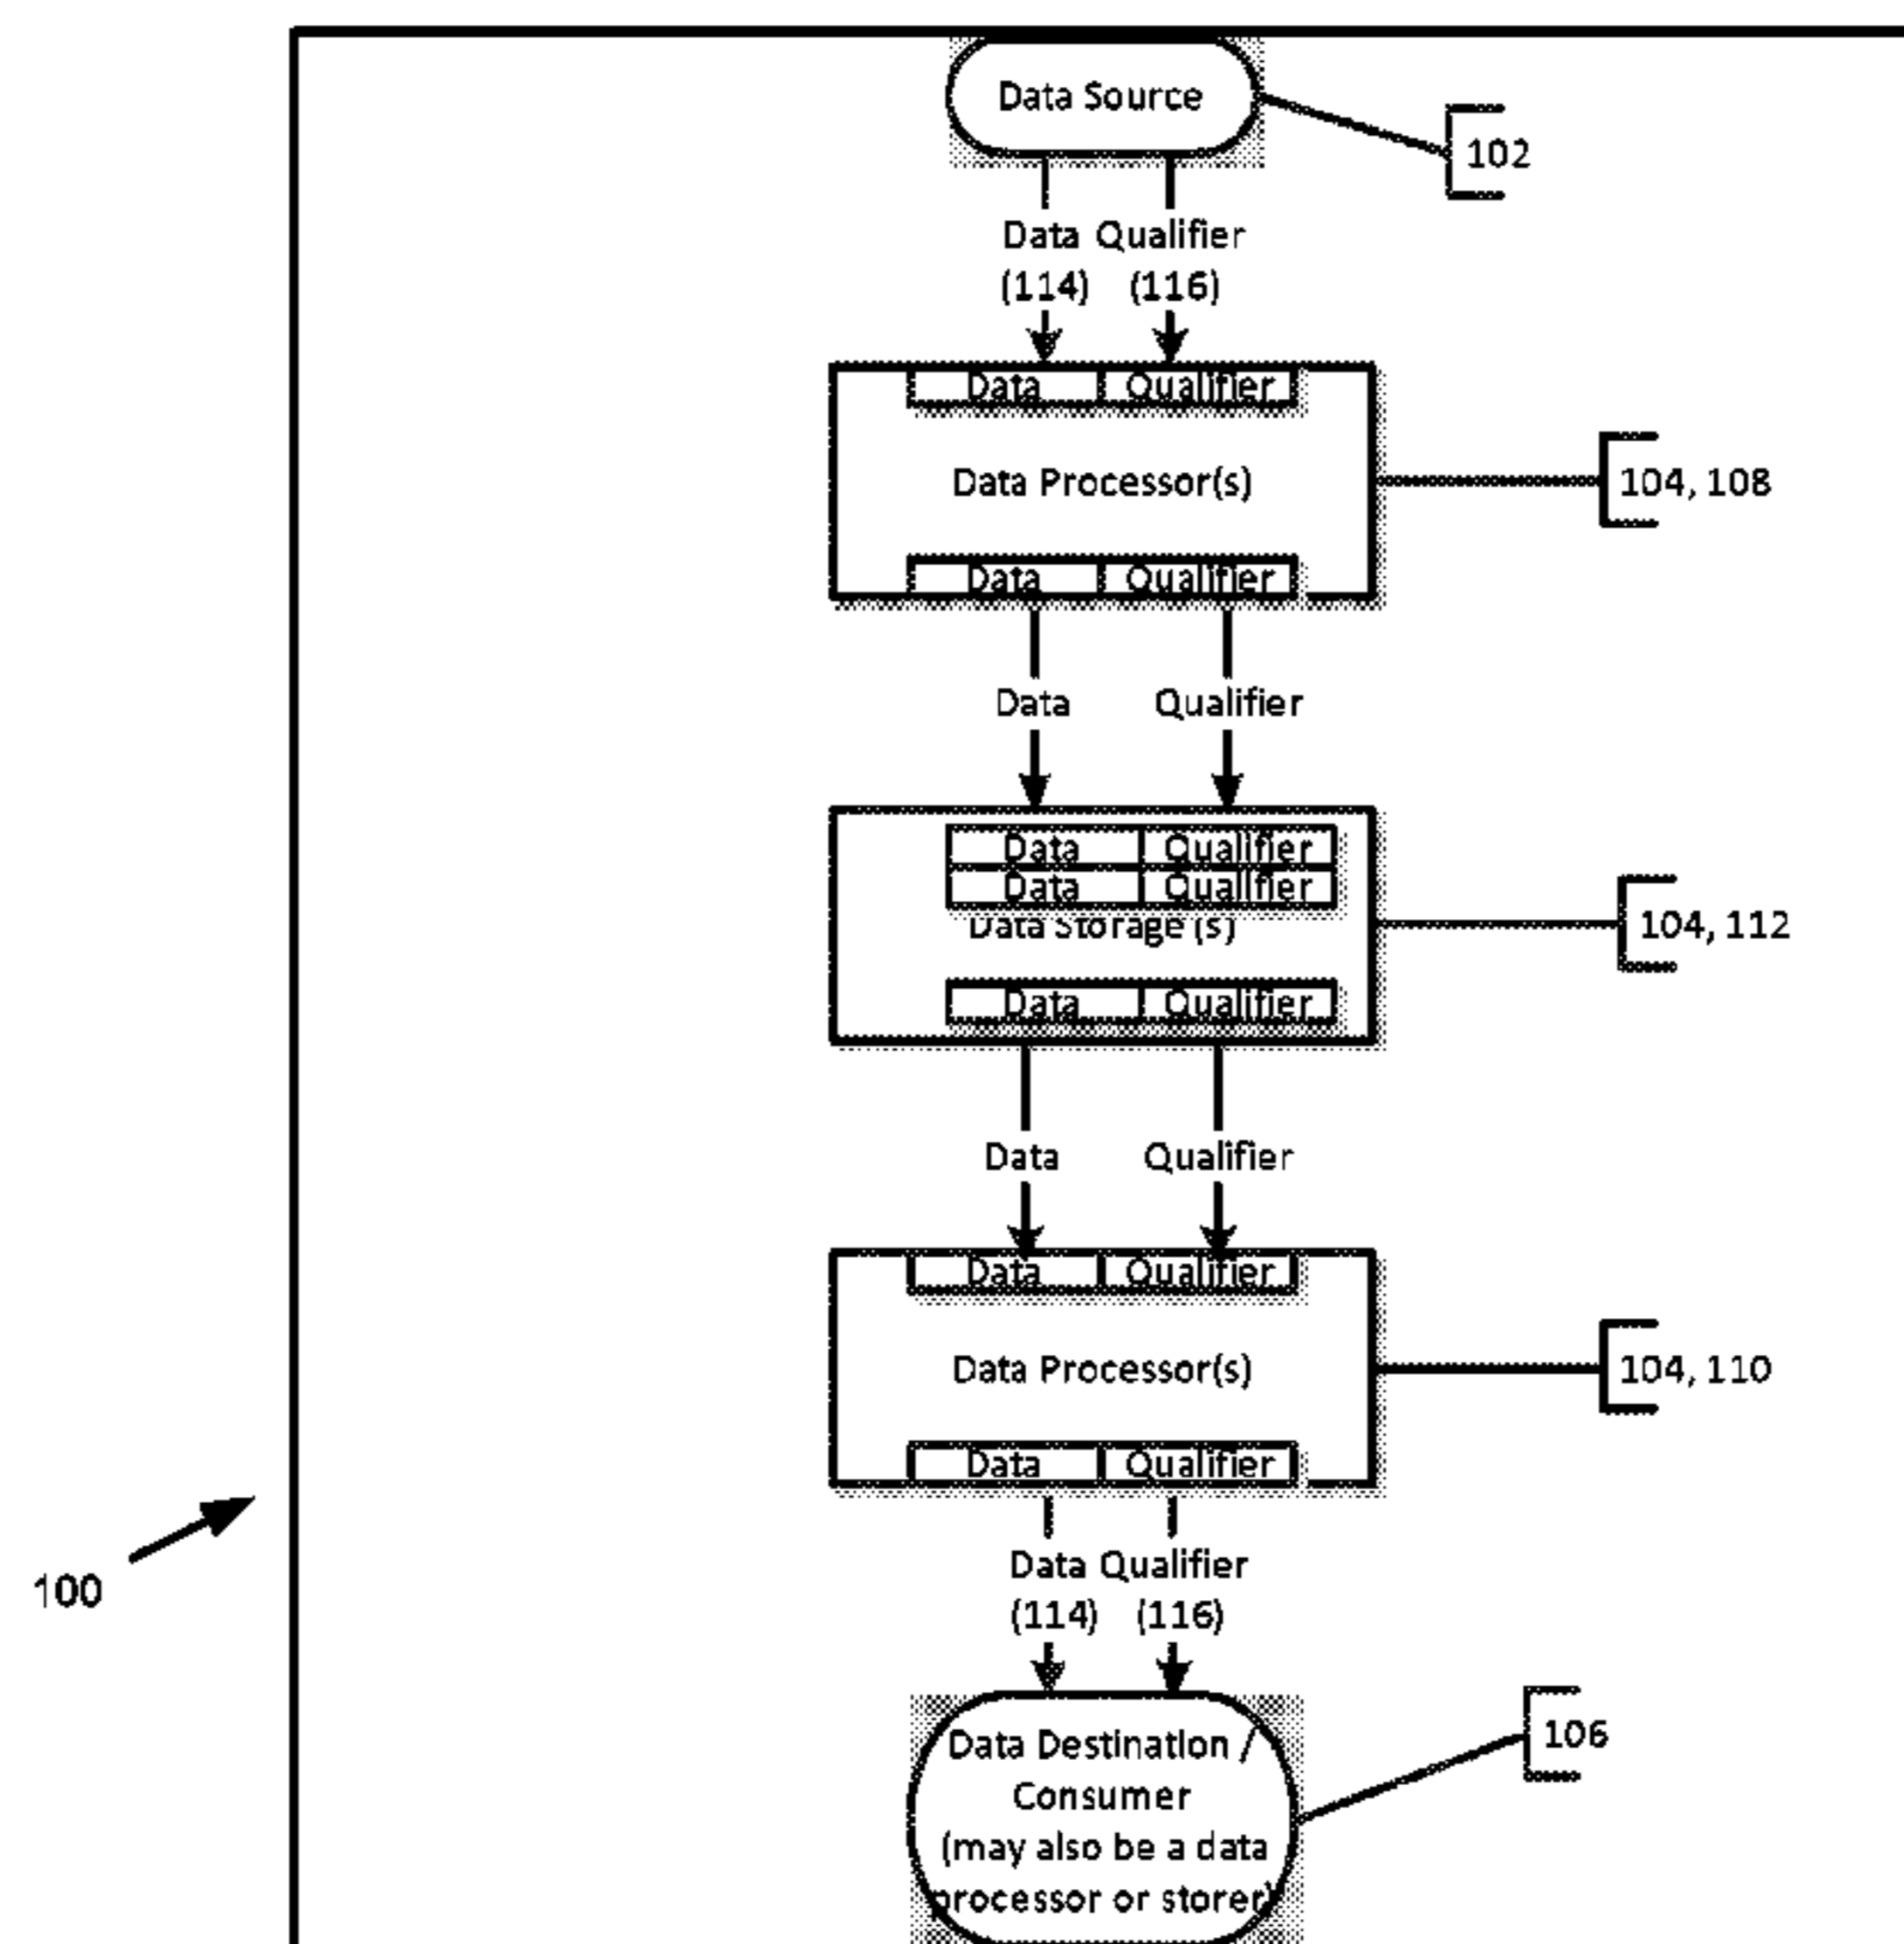 Data Source
102
Data Qualifier
(114) (116)
Data Qualifier
Data Processor(s)
104, 108
Data Qualifier
Data Qualifier
Data Qualifier
Data Qualifier
Data Storage (s)
104, 112
Data Qualifier
Data Qualifier
Data Qualifier
Data Processor(s)
104, 110
Data Qualifier
100
Data Qualifier
(114) (116)
Data Destination /
Consumer
(may also be a data
processor or storer)
106